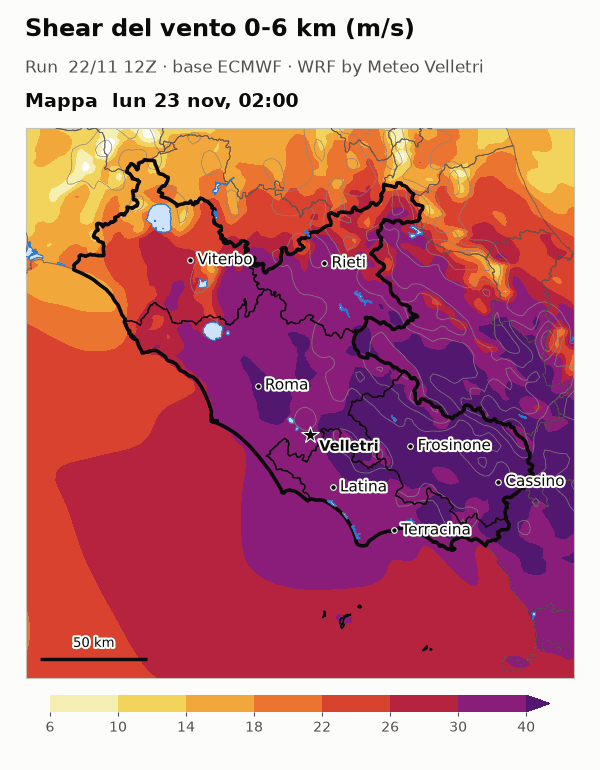 Shear del vento 0-6 km (m/s)
Run  22/11 12Z · base ECMWF · WRF by Meteo Velletri
Mappa  lun 23 nov, 02:00
Viterbo
Rieti
Roma
Velletri
Frosinone
Latina
Cassino
Terracina
50 km
6 10 14 18 22 26 30 40